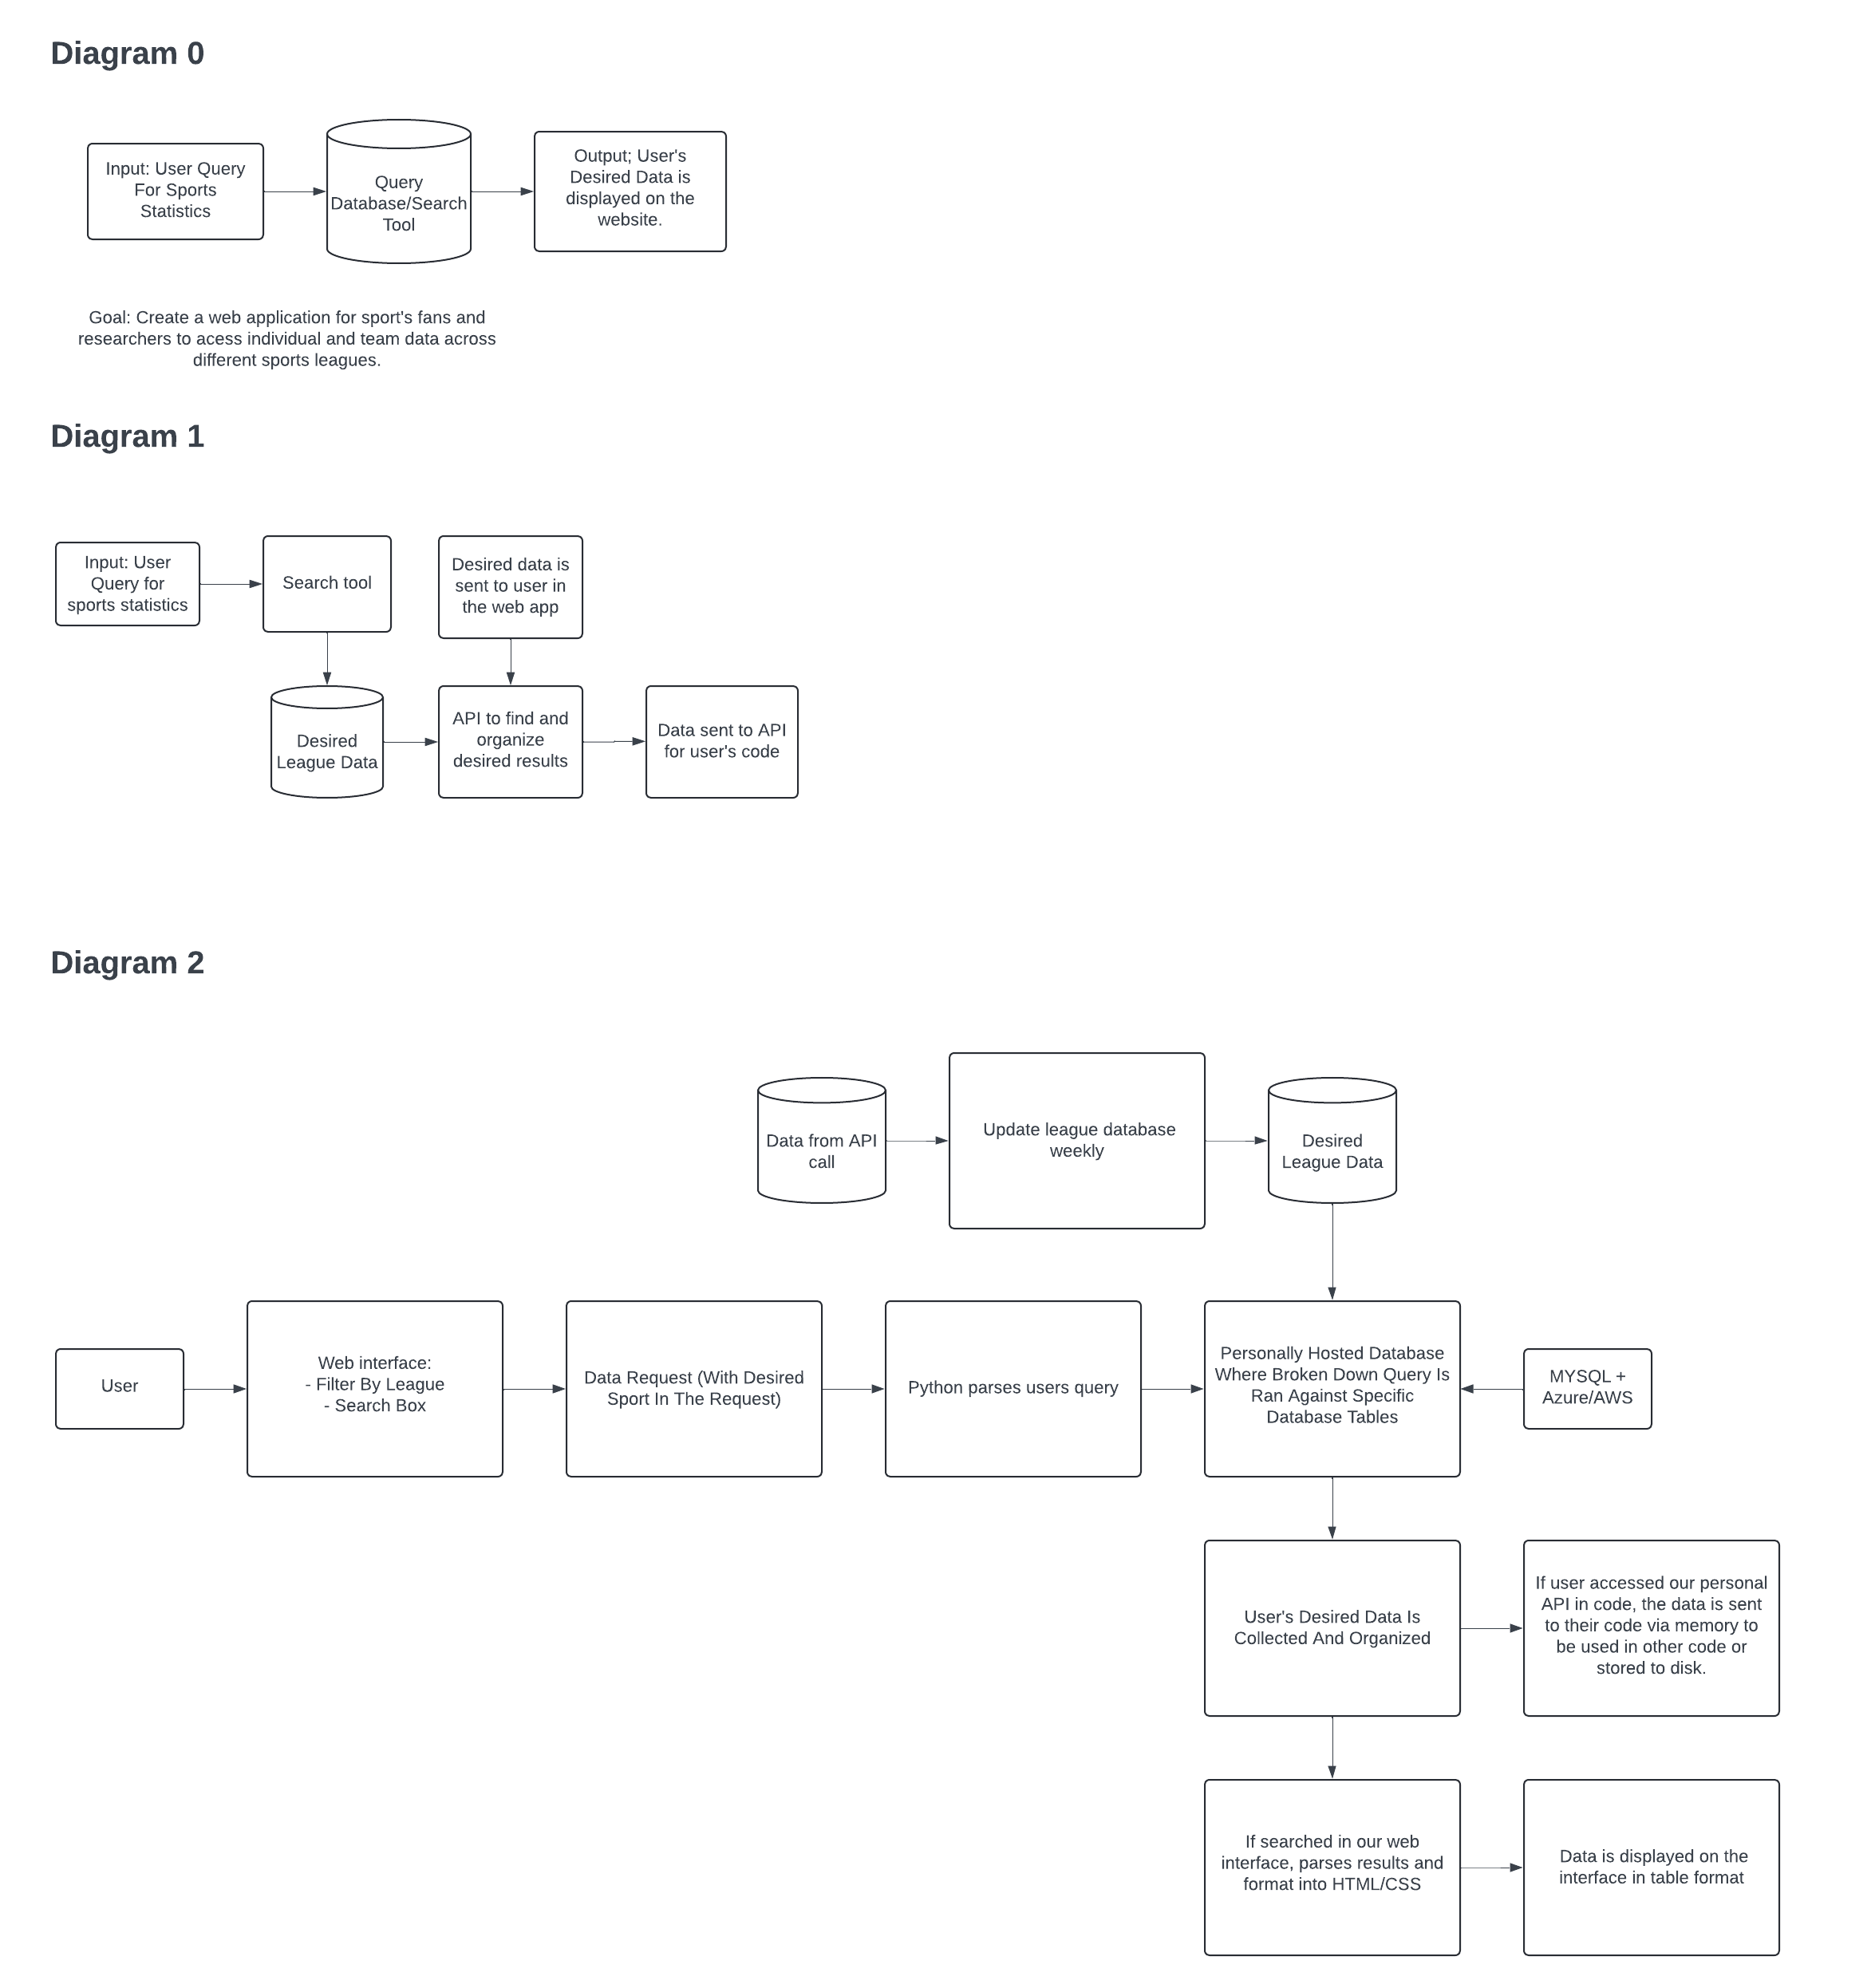 Diagram 0
Input: User Query
For Sports
Statistics
Query
Database/Search
Tool
Output; User's
Desired Data is
displayed on the
website.
Goal: Create a web application for sport's fans and
researchers to acess individual and team data across
different sports leagues.
Diagram 1
Input: User
Query for
sports statistics
Search tool
Desired data is
sent to user in
the web app
Desired
League Data
API to find and
organize
desired results
Data sent to API
for user's code
Diagram 2
Data from API
call
Update league database
weekly
Desired
League Data
User
Web interface:
- Filter By League
- Search Box
Data Request (With Desired
Sport In The Request)
Python parses users query
Personally Hosted Database
Where Broken Down Query Is
Ran Against Specific
Database Tables
MYSQL +
Azure/AWS
User's Desired Data Is
Collected And Organized
If user accessed our personal
API in code, the data is sent
to their code via memory to
be used in other code or
stored to disk.
If searched in our web
interface, parses results and
format into HTML/CSS
Data is displayed on the
interface in table format